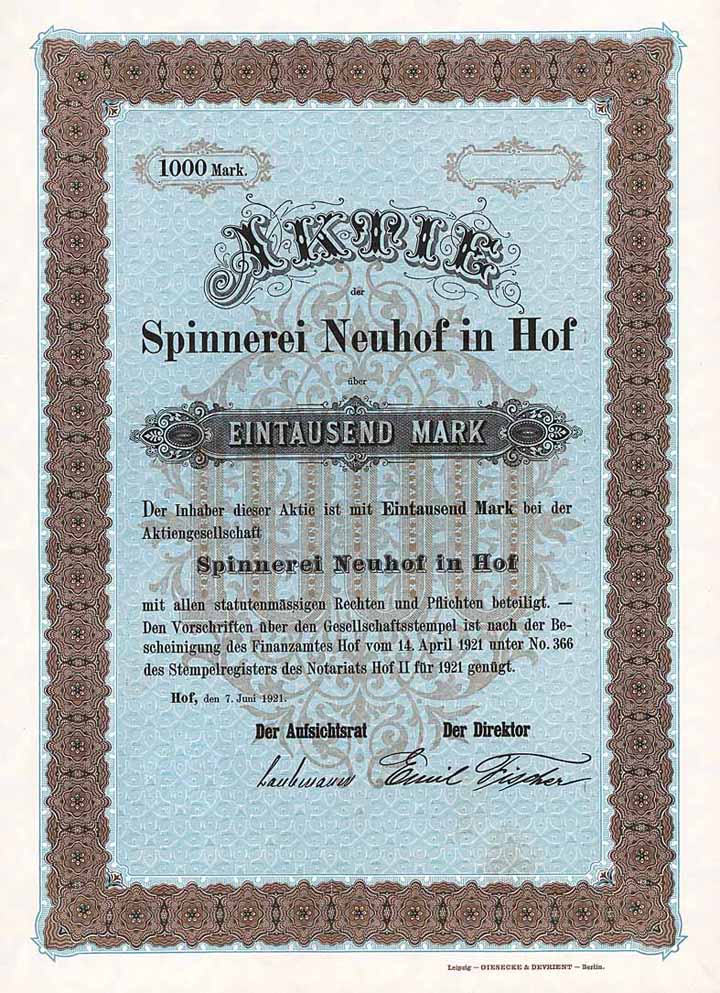 1000 Mark.
AKTIE
der
Spinnerei Neuhof in Hof
über
EINTAUSEND MARK
Der Inhaber dieser Aktie ist mit Eintausend Mark bei der
Aktiengesellschaft
Spinnerei Neuhof in Hof
mit allen statutenmässigen Rechten und Pflichten beteiligt. —
Den Vorschriften über den Gesellschaftsstempel ist nach der Be-
scheinigung des Finanzamtes Hof vom 14. April 1921 unter No. 366
des Stempelregisters des Notariats Hof II für 1921 genügt.
Hof, den 7. Juni 1921.
Der Aufsichtsrat Der Direktor
Laubmann Emil Fischer
Leipzig — GIESECKE & DEVRIENT — Berlin.